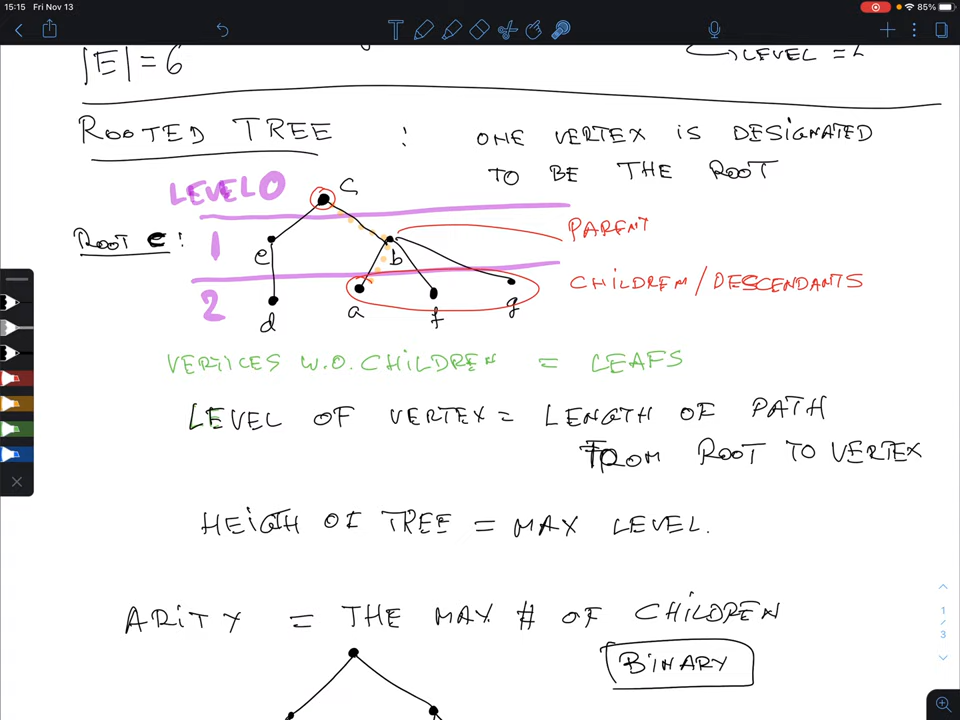 15:15 Fri Nov 13
85%
|E| = 6
ROOTED TREE : ONE VERTEX IS DESIGNATED
TO BE THE ROOT
LEVEL 0
C
ROOT C :
1
e
b
PARENT
2
d
a
f
g
CHILDREN/DESCENDANTS
VERTICES W.O. CHILDREN = LEAFS
LEVEL OF VERTEX = LENGTH OF PATH
FROM ROOT TO VERTEX
HEIGTH OF TREE = MAX LEVEL.
ARITY = THE MAX # OF CHILDREN
BINARY
1
/
3